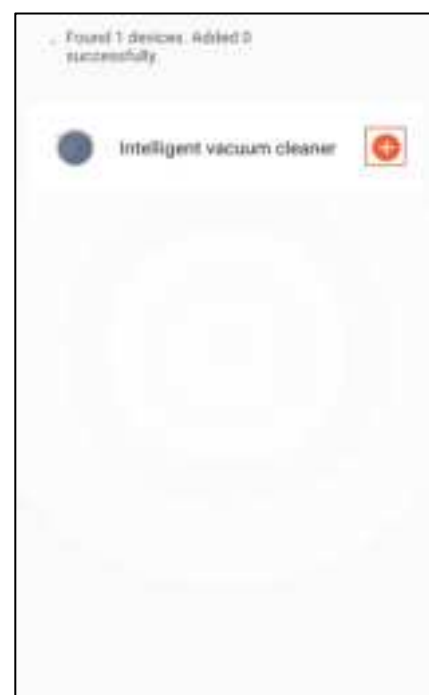 Found 1 devices. Added 0
successfully.
Intelligent vacuum cleaner